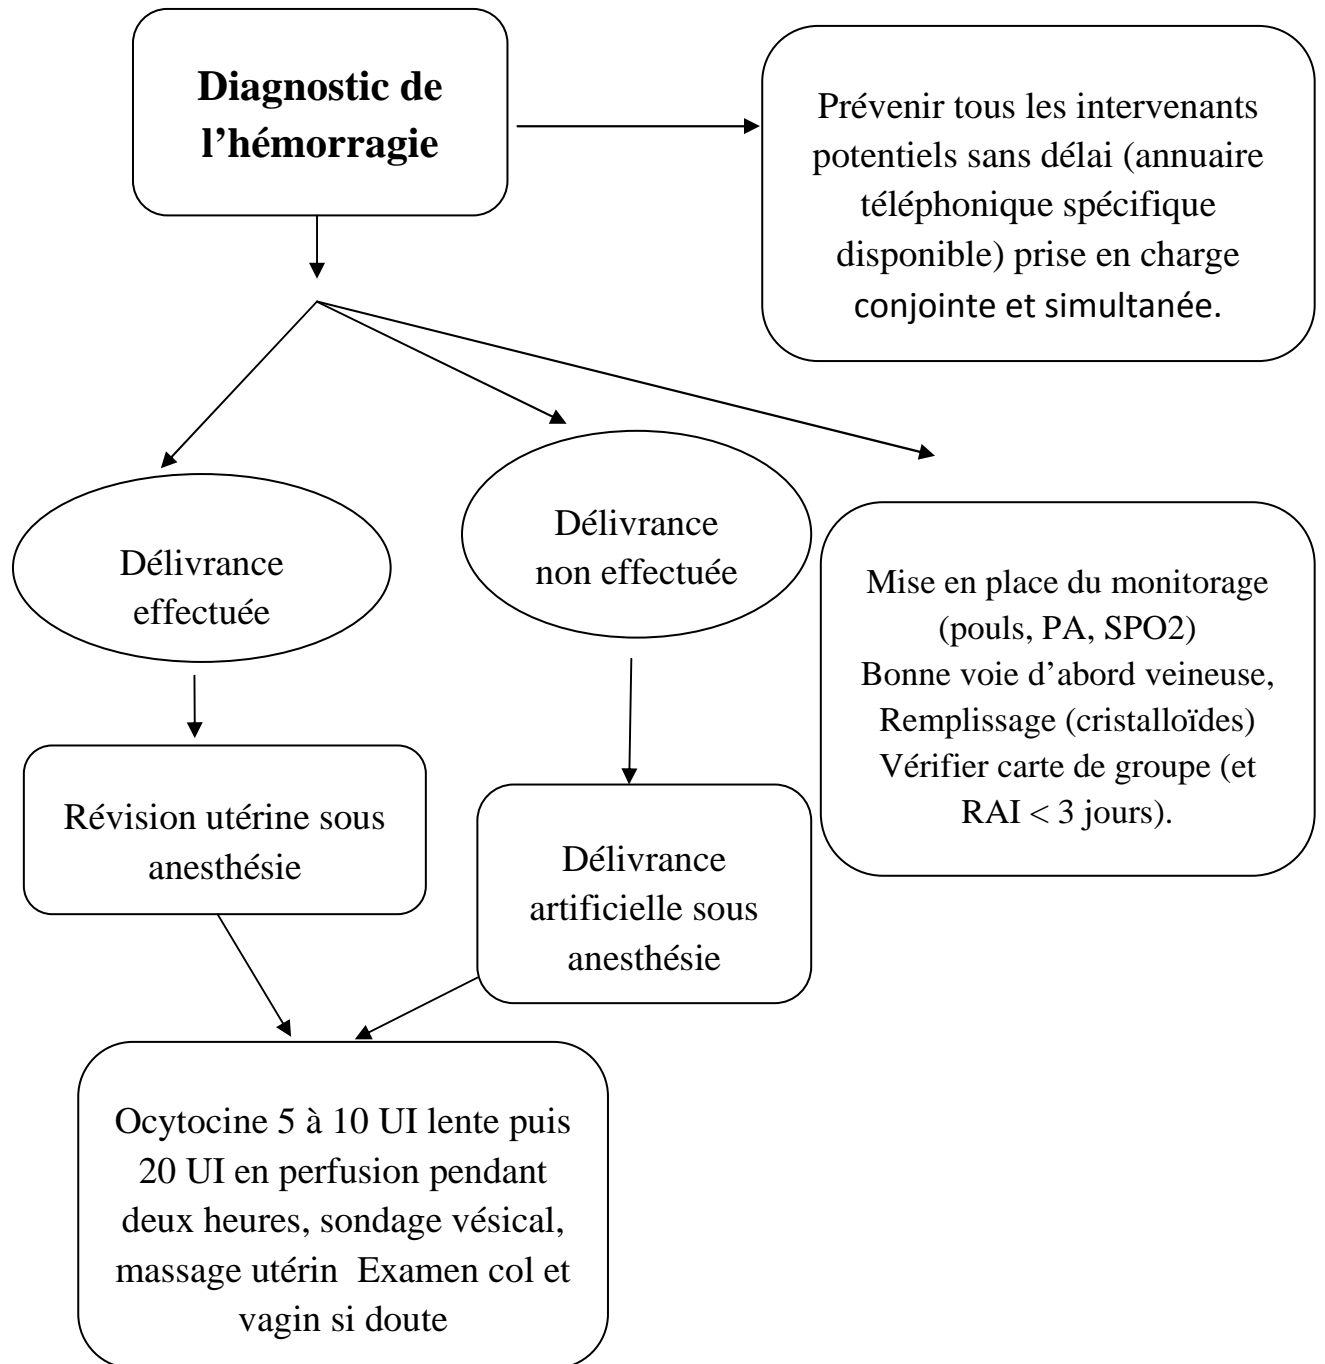 Diagnostic de
l’hémorragie
Prévenir tous les intervenants
potentiels sans délai (annuaire
téléphonique spécifique
disponible) prise en charge
conjointe et simultanée.
Délivrance
effectuée
Délivrance
non effectuée
Mise en place du monitorage
(pouls, PA, SPO2)
Bonne voie d’abord veineuse,
Remplissage (cristalloïdes)
Vérifier carte de groupe (et
RAI < 3 jours).
Révision utérine sous
anesthésie
Délivrance
artificielle sous
anesthésie
Ocytocine 5 à 10 UI lente puis
20 UI en perfusion pendant
deux heures, sondage vésical,
massage utérin  Examen col et
vagin si doute